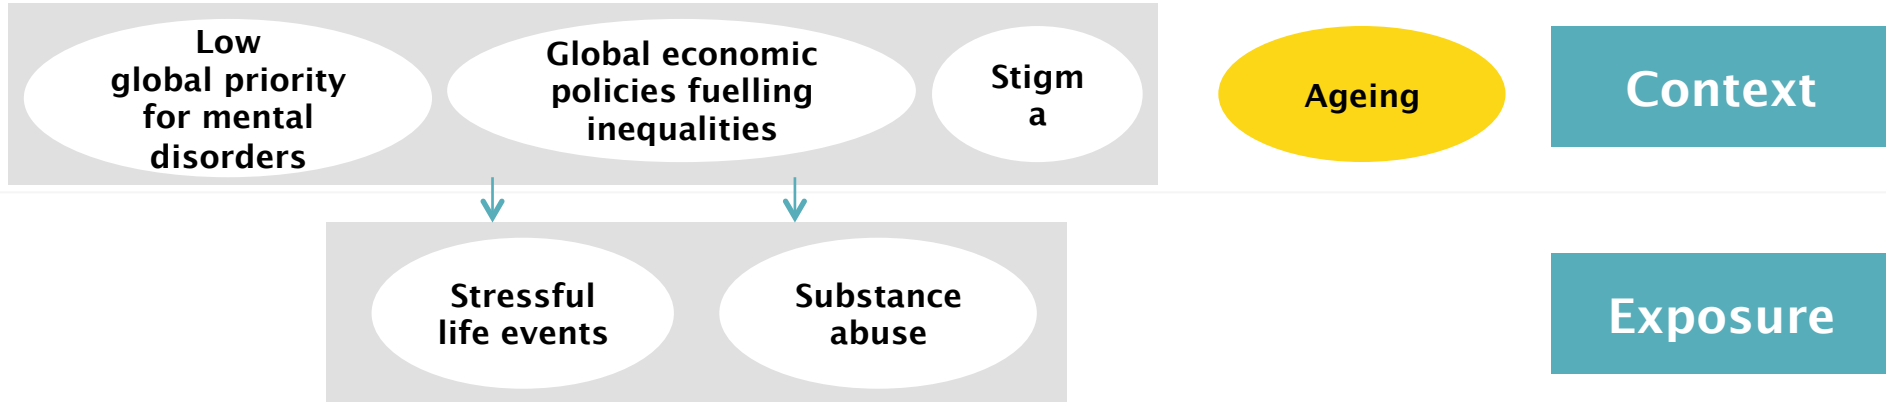 Low
global priority
for mental
disorders
Global economic
policies fuelling
inequalities
Stigm
a
Ageing
Context
Stressful
life events
Substance
abuse
Exposure